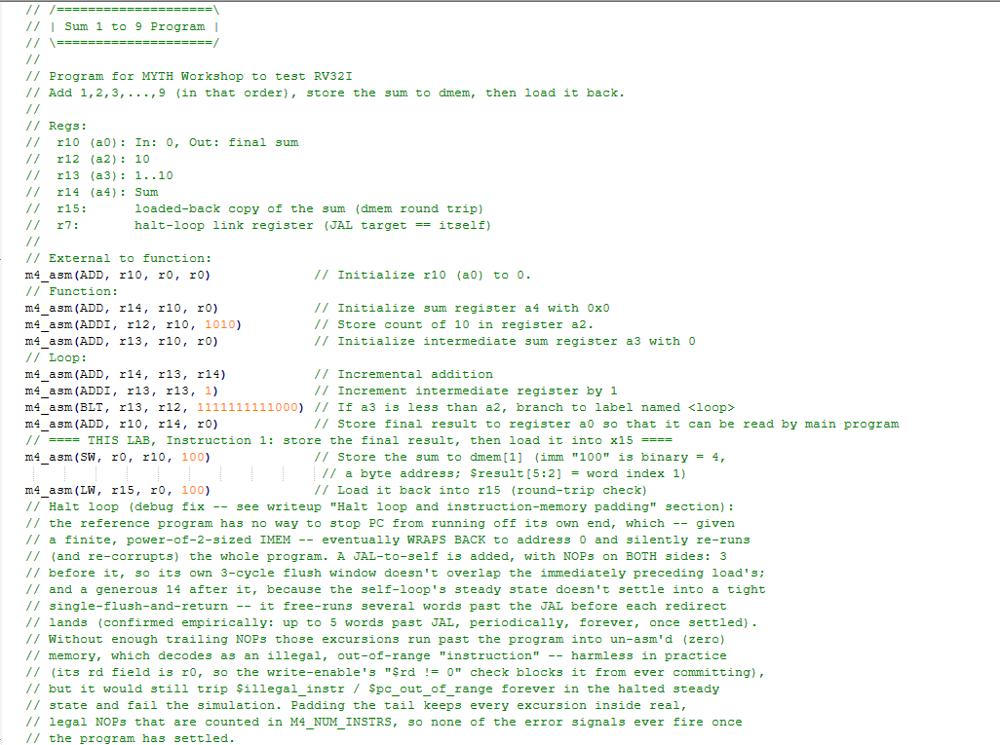 // /====================\
// | Sum 1 to 9 Program |
// \====================/
//
// Program for MYTH Workshop to test RV32I
// Add 1,2,3,...,9 (in that order), store the sum to dmem, then load it back.
//
// Regs:
//  r10 (a0): In: 0, Out: final sum
//  r12 (a2): 10
//  r13 (a3): 1..10
//  r14 (a4): Sum
//  r15:      loaded-back copy of the sum (dmem round trip)
//  r7:       halt-loop link register (JAL target == itself)
//
// External to function:
m4_asm(ADD, r10, r0, r0)             // Initialize r10 (a0) to 0.
// Function:
m4_asm(ADD, r14, r10, r0)            // Initialize sum register a4 with 0x0
m4_asm(ADDI, r12, r10, 1010)         // Store count of 10 in register a2.
m4_asm(ADD, r13, r10, r0)            // Initialize intermediate sum register a3 with 0
// Loop:
m4_asm(ADD, r14, r13, r14)           // Incremental addition
m4_asm(ADDI, r13, r13, 1)            // Increment intermediate register by 1
m4_asm(BLT, r13, r12, 1111111111000) // If a3 is less than a2, branch to label named <loop>
m4_asm(ADD, r10, r14, r0)            // Store final result to register a0 so that it can be read by main program
// ==== THIS LAB, Instruction 1: store the final result, then load it into x15 ====
m4_asm(SW, r0, r10, 100)             // Store the sum to dmem[1] (imm "100" is binary = 4,
                                      // a byte address; $result[5:2] = word index 1)
m4_asm(LW, r15, r0, 100)             // Load it back into r15 (round-trip check)
// Halt loop (debug fix -- see writeup "Halt loop and instruction-memory padding" section):
// the reference program has no way to stop PC from running off its own end, which -- given
// a finite, power-of-2-sized IMEM -- eventually WRAPS BACK to address 0 and silently re-runs
// (and re-corrupts) the whole program. A JAL-to-self is added, with NOPs on BOTH sides: 3
// before it, so its own 3-cycle flush window doesn't overlap the immediately preceding load's;
// and a generous 14 after it, because the self-loop's steady state doesn't settle into a tight
// single-flush-and-return -- it free-runs several words past the JAL before each redirect
// lands (confirmed empirically: up to 5 words past JAL, periodically, forever, once settled).
// Without enough trailing NOPs those excursions run past the program into un-asm'd (zero)
// memory, which decodes as an illegal, out-of-range "instruction" -- harmless in practice
// (its rd field is r0, so the write-enable's "$rd != 0" check blocks it from ever committing),
// but it would still trip $illegal_instr / $pc_out_of_range forever in the halted steady
// state and fail the simulation. Padding the tail keeps every excursion inside real,
// legal NOPs that are counted in M4_NUM_INSTRS, so none of the error signals ever fire once
// the program has settled.